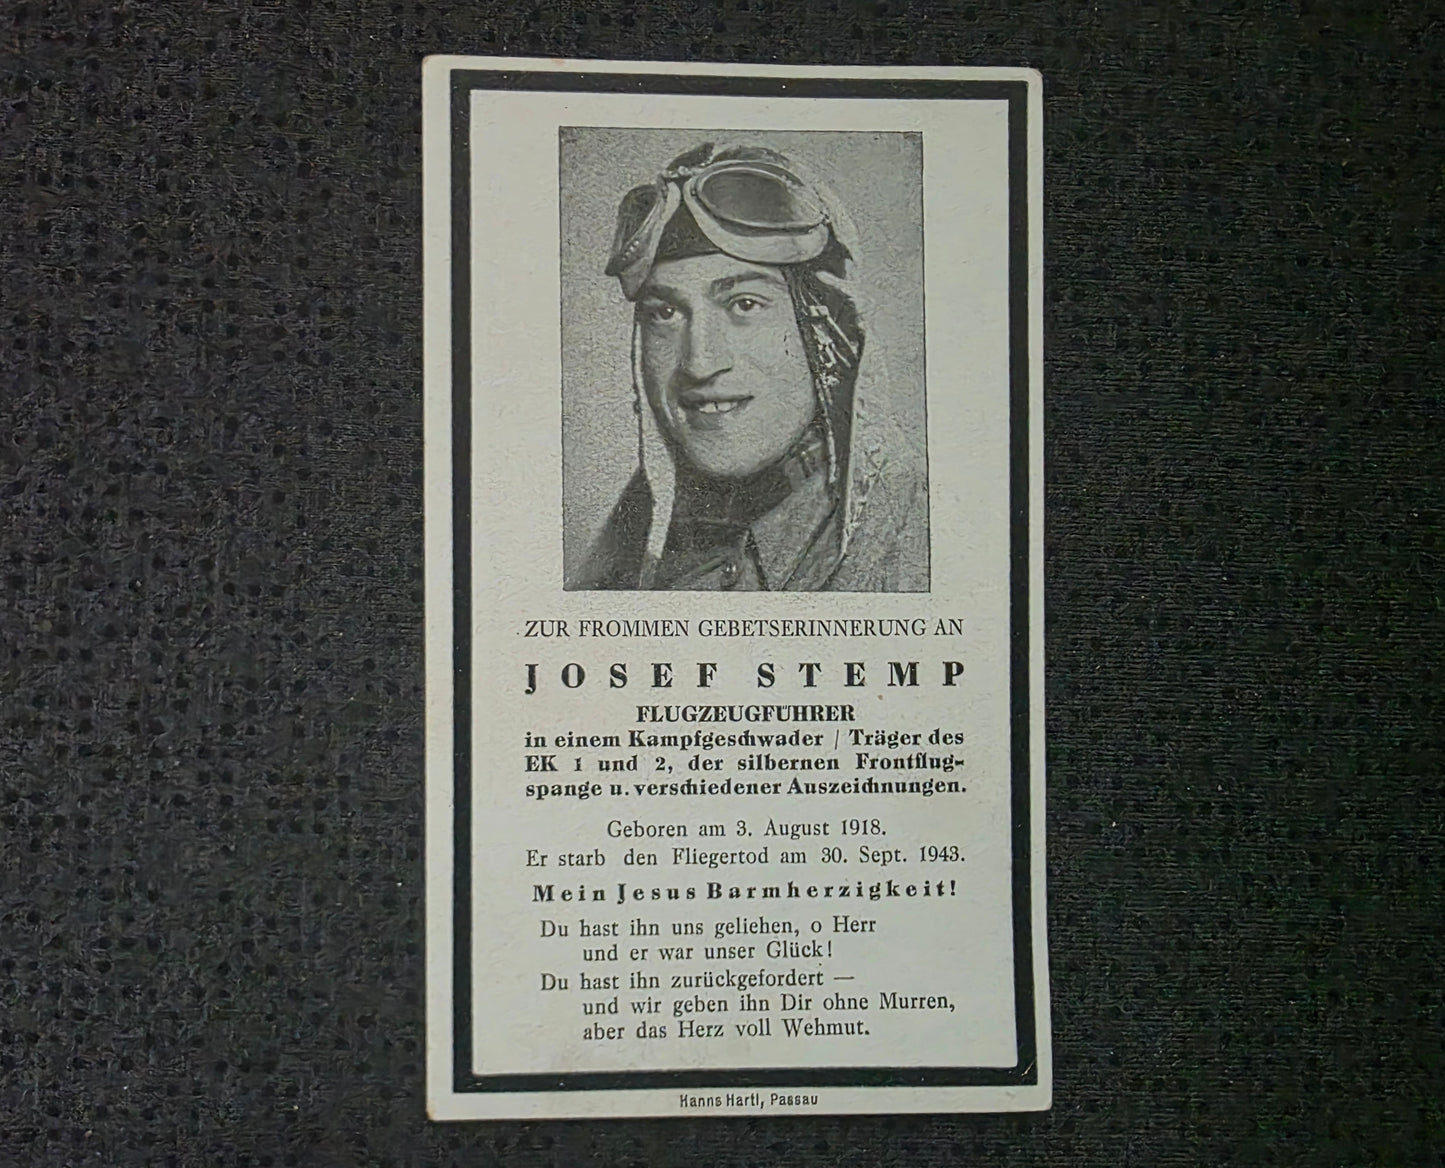 ZUR FROMMEN GEBETSERINNERUNG AN
JOSEF STEMP
FLUGZEUGFÜHRER
in einem Kampfgeschwader / Träger des
EK 1 und 2, der silbernen Frontflug-
spange u. verschiedener Auszeichnungen.
Geboren am 3. August 1918.
Er starb den Fliegertod am 30. Sept. 1943.
Mein Jesus Barmherzigkeit!
Du hast ihn uns geliehen, o Herr
und er war unser Glück!
Du hast ihn zurückgefordert —
und wir geben ihn Dir ohne Murren,
aber das Herz voll Wehmut.
Hanns Hartl, Passau